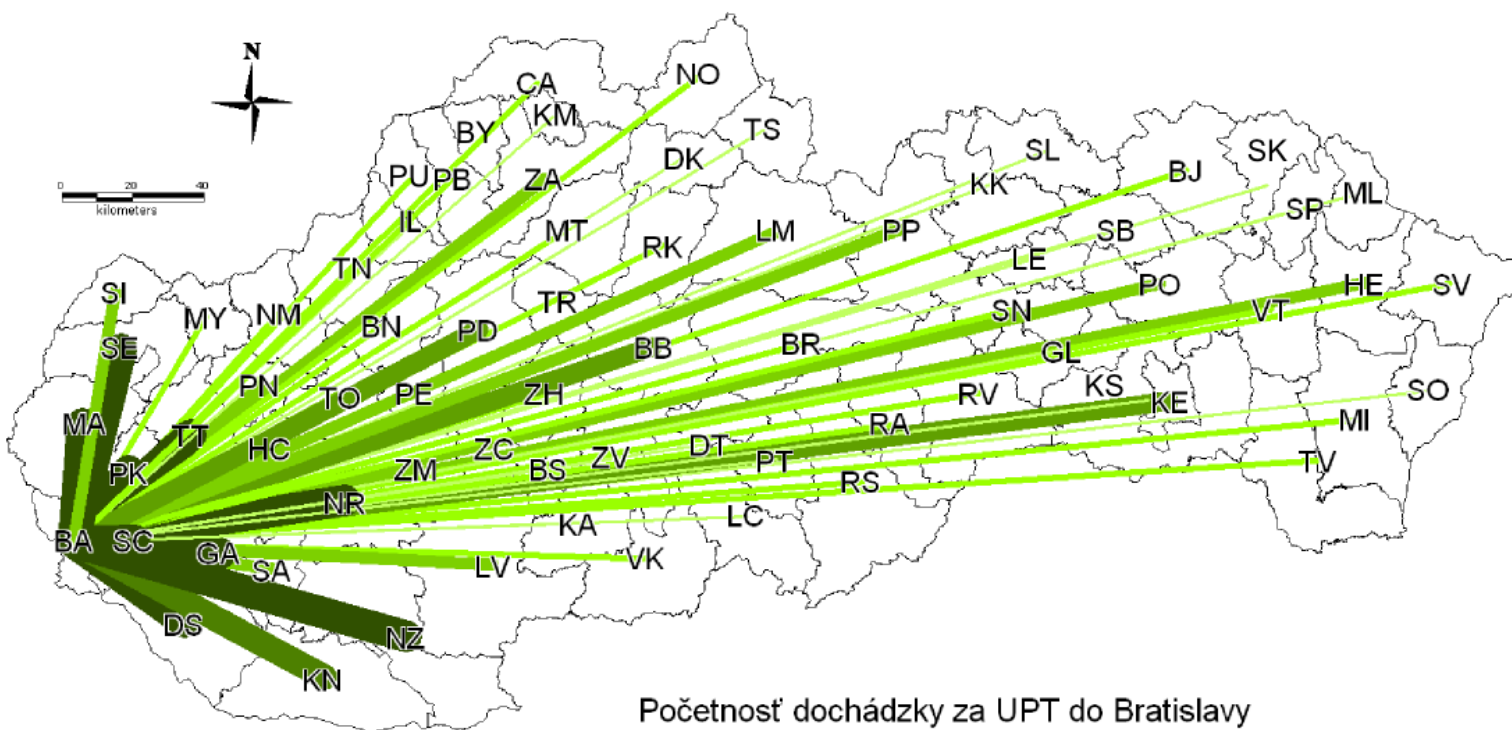 N
NO
CA
KM
BY
TS
DK
SL
SK
BJ
KK
PU
PB
ZA
ML
SP
IL
MT
LM
PP
SB
RK
LE
TN
SI
MY
NM
TR
PO
HE
SV
BN
PD
SN
VT
SE
BB
BR
GL
0 20 40
kilometers
PN
TO
PE
ZH
RV
KS
KE
SO
MA
TT
HC
ZC
DT
RA
MI
PK
ZM
BS
ZV
PT
TV
RS
NR
KA
LC
BA
SC
GA
SA
LV
VK
DS
NZ
KN
Početnosť dochádzky za UPT do Bratislavy